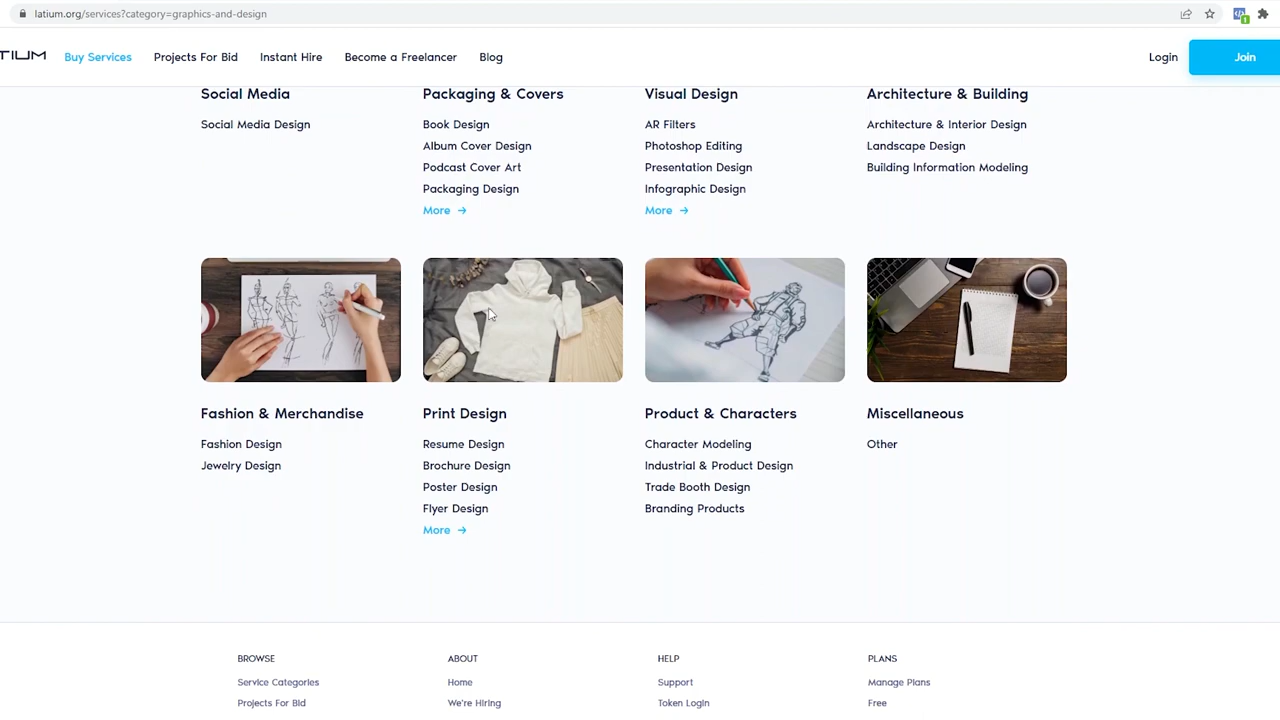 latium.org/services?category=graphics-and-design
TIUM Buy Services Projects For Bid Instant Hire Become a Freelancer Blog Login Join
Social Media
Social Media Design
Packaging & Covers
Book Design
Album Cover Design
Podcast Cover Art
Packaging Design
More →
Visual Design
AR Filters
Photoshop Editing
Presentation Design
Infographic Design
More →
Architecture & Building
Architecture & Interior Design
Landscape Design
Building Information Modeling
Fashion & Merchandise
Fashion Design
Jewelry Design
Print Design
Resume Design
Brochure Design
Poster Design
Flyer Design
More →
Product & Characters
Character Modeling
Industrial & Product Design
Trade Booth Design
Branding Products
Miscellaneous
Other
BROWSE
Service Categories
Projects For Bid
ABOUT
Home
We're Hiring
HELP
Support
Token Login
PLANS
Manage Plans
Free